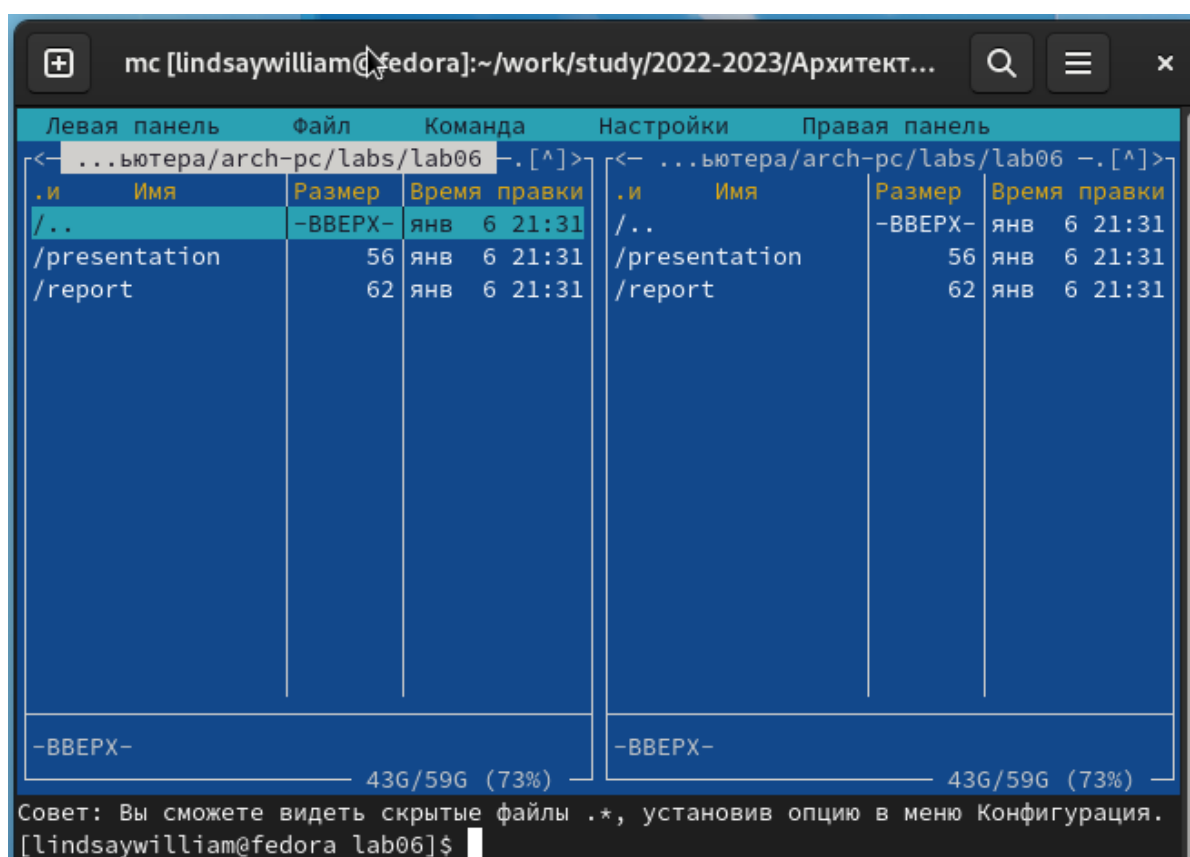 mc [lindsaywilliam@fedora]:~/work/study/2022-2023/Архитект...
Левая панель Файл Команда Настройки Правая панель
<— ...ьютера/arch-pc/labs/lab06 —.[^]> <— ...ьютера/arch-pc/labs/lab06 —.[^]>
.и Имя Размер Время правки .и Имя Размер Время правки
/.. -ВВЕРХ- янв 6 21:31 /.. -ВВЕРХ- янв 6 21:31
/presentation 56 янв 6 21:31 /presentation 56 янв 6 21:31
/report 62 янв 6 21:31 /report 62 янв 6 21:31
-ВВЕРХ- -ВВЕРХ-
43G/59G (73%) 43G/59G (73%)
Совет: Вы сможете видеть скрытые файлы .*, установив опцию в меню Конфигурация.
[lindsaywilliam@fedora lab06]$